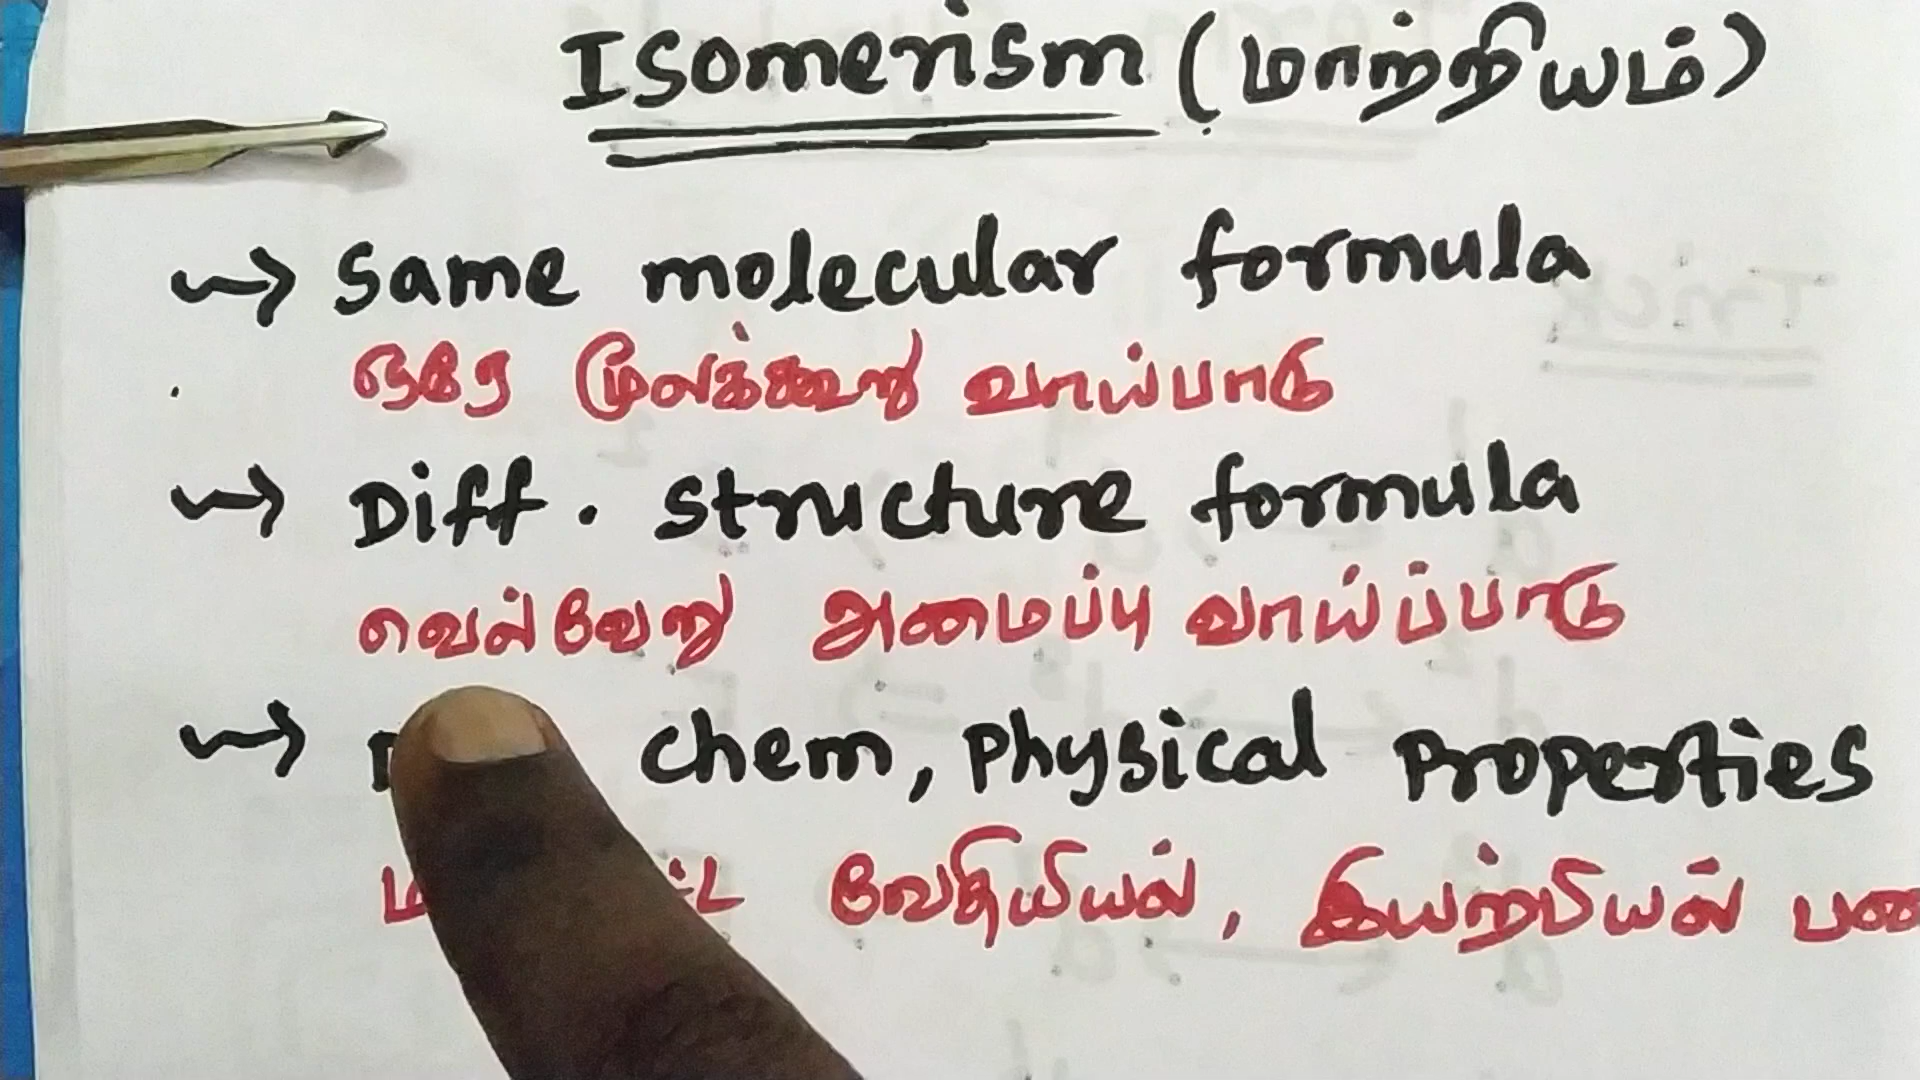 Isomerism (மாற்றியம்)
Same molecular formula
ஒரே மூலக்கூறு வாய்பாடு
Diff. structure formula
வெல்வேறு அமைப்பு வாய்ப்பாடு
chem, physical properties
வேதியியல், இயற்பியல்